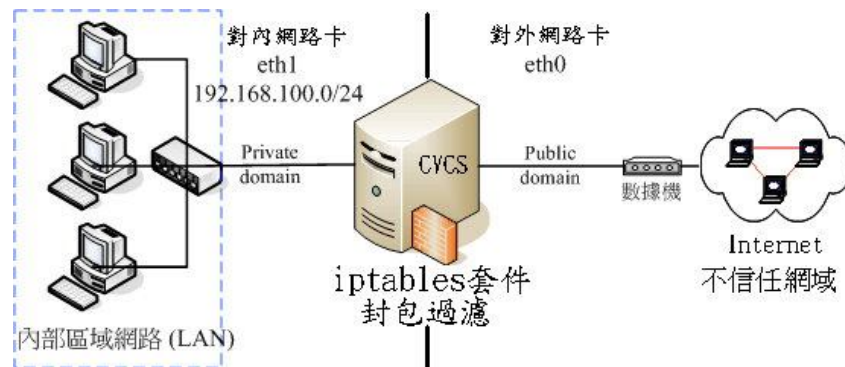 對內網路卡
eth1
192.168.100.0/24
對外網路卡
eth0
Private
domain
CVCS
Public
domain
數據機
Internet
不信任網域
iptables套件
封包過濾
內部區域網路 (LAN)